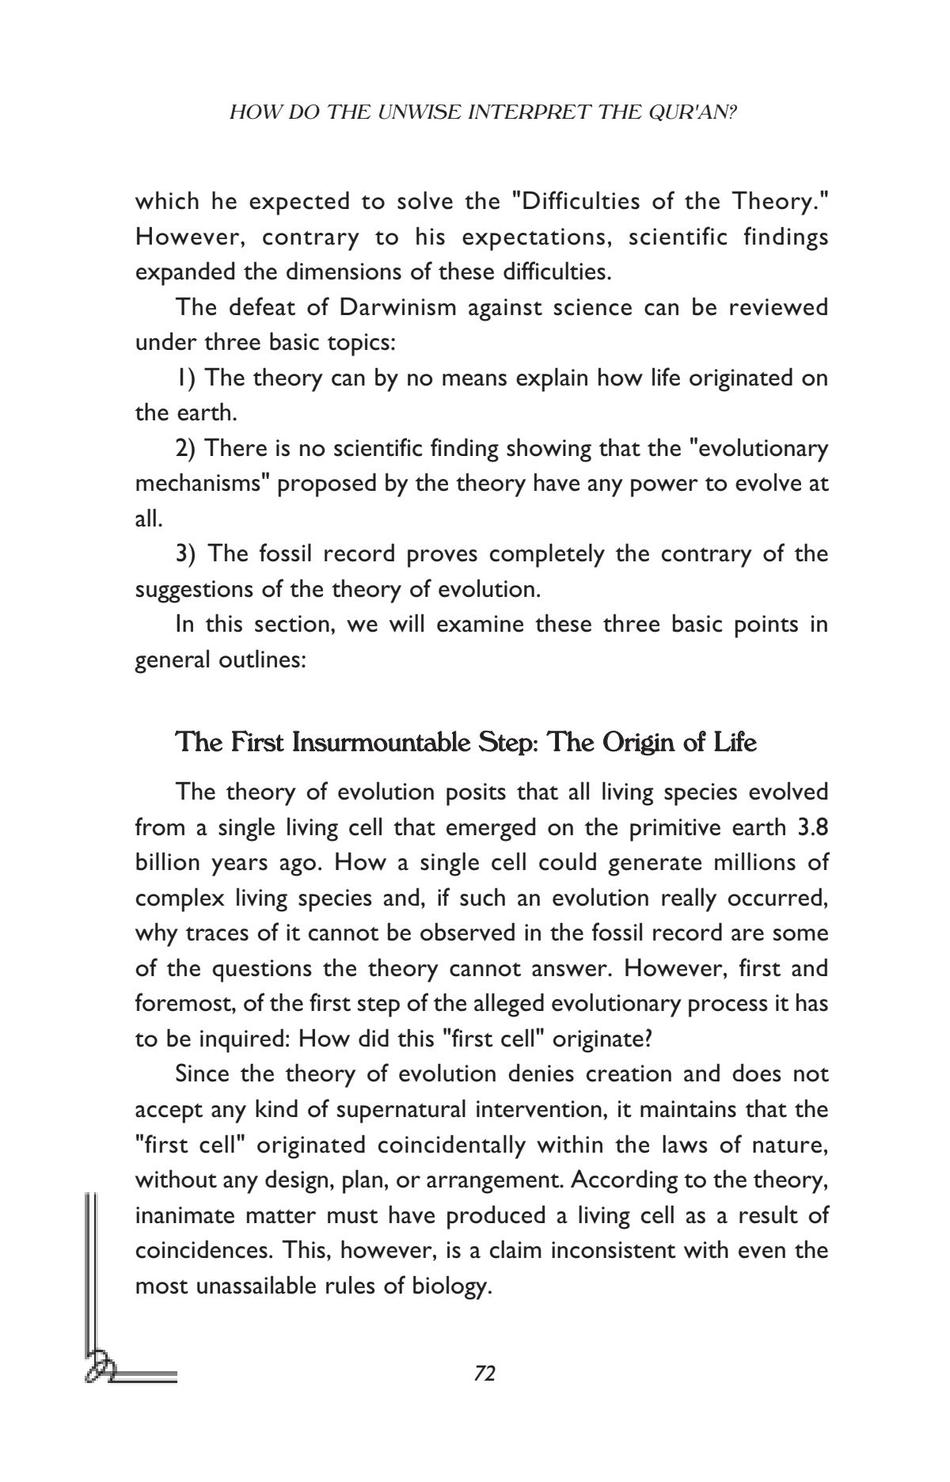 HOW DO THE UNWISE INTERPRET THE QUR'AN?
which he expected to solve the "Difficulties of the Theory."
However, contrary to his expectations, scientific findings
expanded the dimensions of these difficulties.
The defeat of Darwinism against science can be reviewed
under three basic topics:
1) The theory can by no means explain how life originated on
the earth.
2) There is no scientific finding showing that the "evolutionary
mechanisms" proposed by the theory have any power to evolve at
all.
3) The fossil record proves completely the contrary of the
suggestions of the theory of evolution.
In this section, we will examine these three basic points in
general outlines:
The First Insurmountable Step: The Origin of Life
The theory of evolution posits that all living species evolved
from a single living cell that emerged on the primitive earth 3.8
billion years ago. How a single cell could generate millions of
complex living species and, if such an evolution really occurred,
why traces of it cannot be observed in the fossil record are some
of the questions the theory cannot answer. However, first and
foremost, of the first step of the alleged evolutionary process it has
to be inquired: How did this "first cell" originate?
Since the theory of evolution denies creation and does not
accept any kind of supernatural intervention, it maintains that the
"first cell" originated coincidentally within the laws of nature,
without any design, plan, or arrangement. According to the theory,
inanimate matter must have produced a living cell as a result of
coincidences. This, however, is a claim inconsistent with even the
most unassailable rules of biology.
72